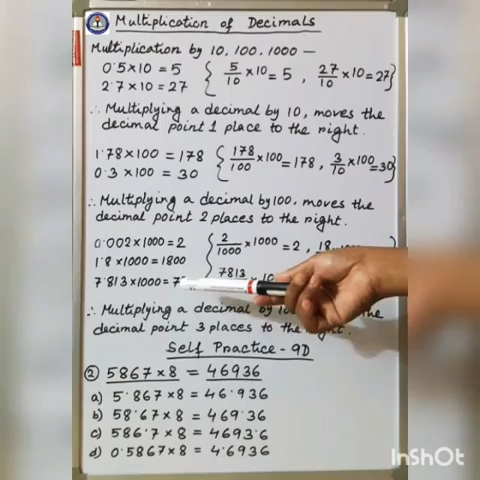 Multiplication of Decimals
Multiplication by 10, 100, 1000 —
0·5×10 = 5 { 5/10 ×10 = 5 , 27/10 ×10 = 27 }
2·7×10 = 27
∴ Multiplying a decimal by 10, moves the
decimal point 1 place to the right.
1·78×100 = 178 { 178/100 ×100 = 178, 3/10 ×100 = 30 }
0·3 ×100 = 30
∴ Multiplying a decimal by 100, moves the
decimal point 2 places to the right.
0·002×1000 = 2 { 2/1000 ×1000 = 2,
1·8×1000 = 1800
7·813×1000 = 7 7813
∴ Multiplying a decimal by the
decimal point 3 places to the right.
Self Practice - 9D
② 5867×8 = 46936
a) 5·867×8 = 46·936
b) 58·67×8 = 469·36
c) 586·7×8 = 4693·6
d) 0·5867×8 = 4·6936
InShOt